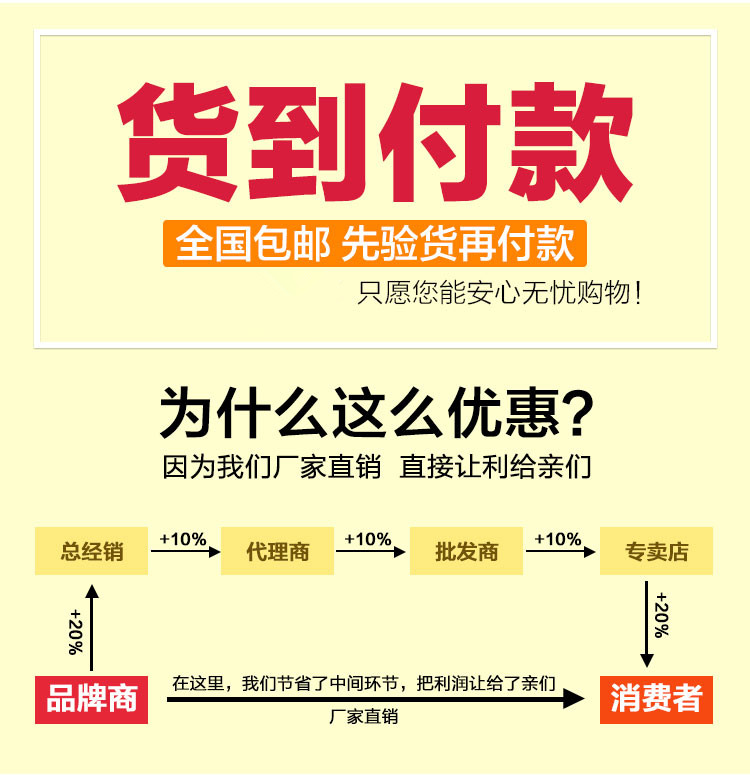 货到付款
全国包邮 先验货再付款
只愿您能安心无忧购物!
为什么这么优惠?
因为我们厂家直销 直接让利给亲们
总经销 +10% 代理商 +10% 批发商 +10% 专卖店
+20% +20%
品牌商 在这里，我们节省了中间环节，把利润让给了亲们 消费者
厂家直销